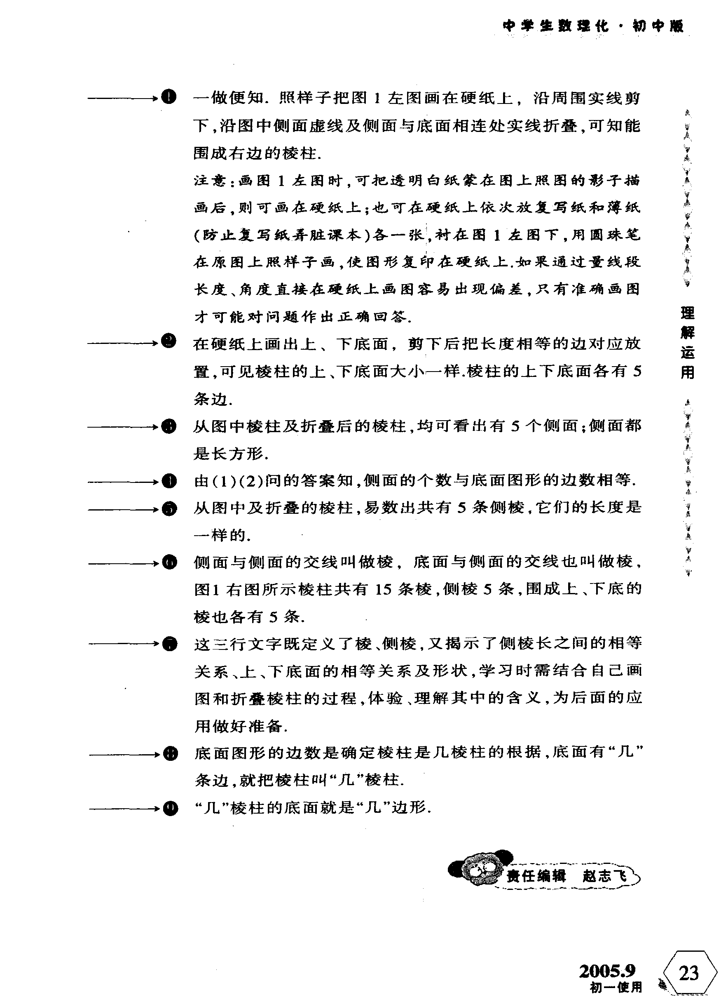 中学生数理化·初中版
❶ 一做便知. 照样子把图 1 左图画在硬纸上，沿周围实线剪
下,沿图中侧面虚线及侧面与底面相连处实线折叠,可知能
围成右边的棱柱.
注意:画图 1 左图时,可把透明白纸蒙在图上照图的影子描
画后,则可画在硬纸上;也可在硬纸上依次放复写纸和薄纸
(防止复写纸弄脏课本)各一张,衬在图 1 左图下,用圆珠笔
在原图上照样子画,使图形复印在硬纸上.如果通过量线段
长度、角度直接在硬纸上画图容易出现偏差,只有准确画图
才可能对问题作出正确回答.
❷ 在硬纸上画出上、下底面，剪下后把长度相等的边对应放
置,可见棱柱的上、下底面大小一样.棱柱的上下底面各有 5
条边.
❸ 从图中棱柱及折叠后的棱柱,均可看出有 5 个侧面;侧面都
是长方形.
❹ 由(1)(2)问的答案知,侧面的个数与底面图形的边数相等.
❺ 从图中及折叠的棱柱,易数出共有 5 条侧棱,它们的长度是
一样的.
❻ 侧面与侧面的交线叫做棱，底面与侧面的交线也叫做棱,
图1 右图所示棱柱共有 15 条棱,侧棱 5 条,围成上、下底的
棱也各有 5 条.
❼ 这三行文字既定义了棱、侧棱,又揭示了侧棱长之间的相等
关系、上、下底面的相等关系及形状,学习时需结合自己画
图和折叠棱柱的过程,体验、理解其中的含义,为后面的应
用做好准备.
❽ 底面图形的边数是确定棱柱是几棱柱的根据,底面有“几”
条边,就把棱柱叫“几”棱柱.
❾ “几”棱柱的底面就是“几”边形.
理解运用
责任编辑 赵志飞
2005.9
初一使用
23